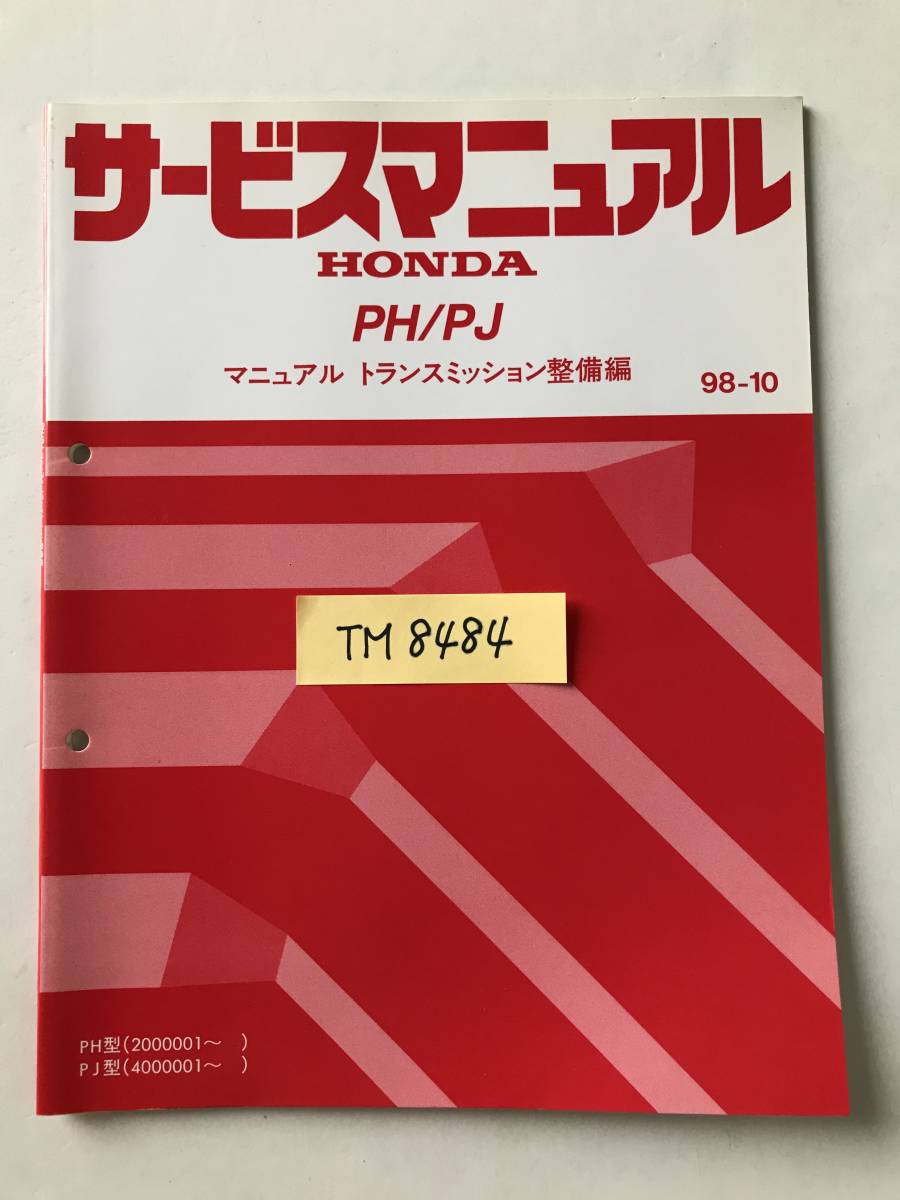 サービスマニュアル
HONDA
PH/PJ
マニュアル トランスミッション整備編 98-10
TM 8484
PH型(2000001～ )
PJ型(4000001～ )